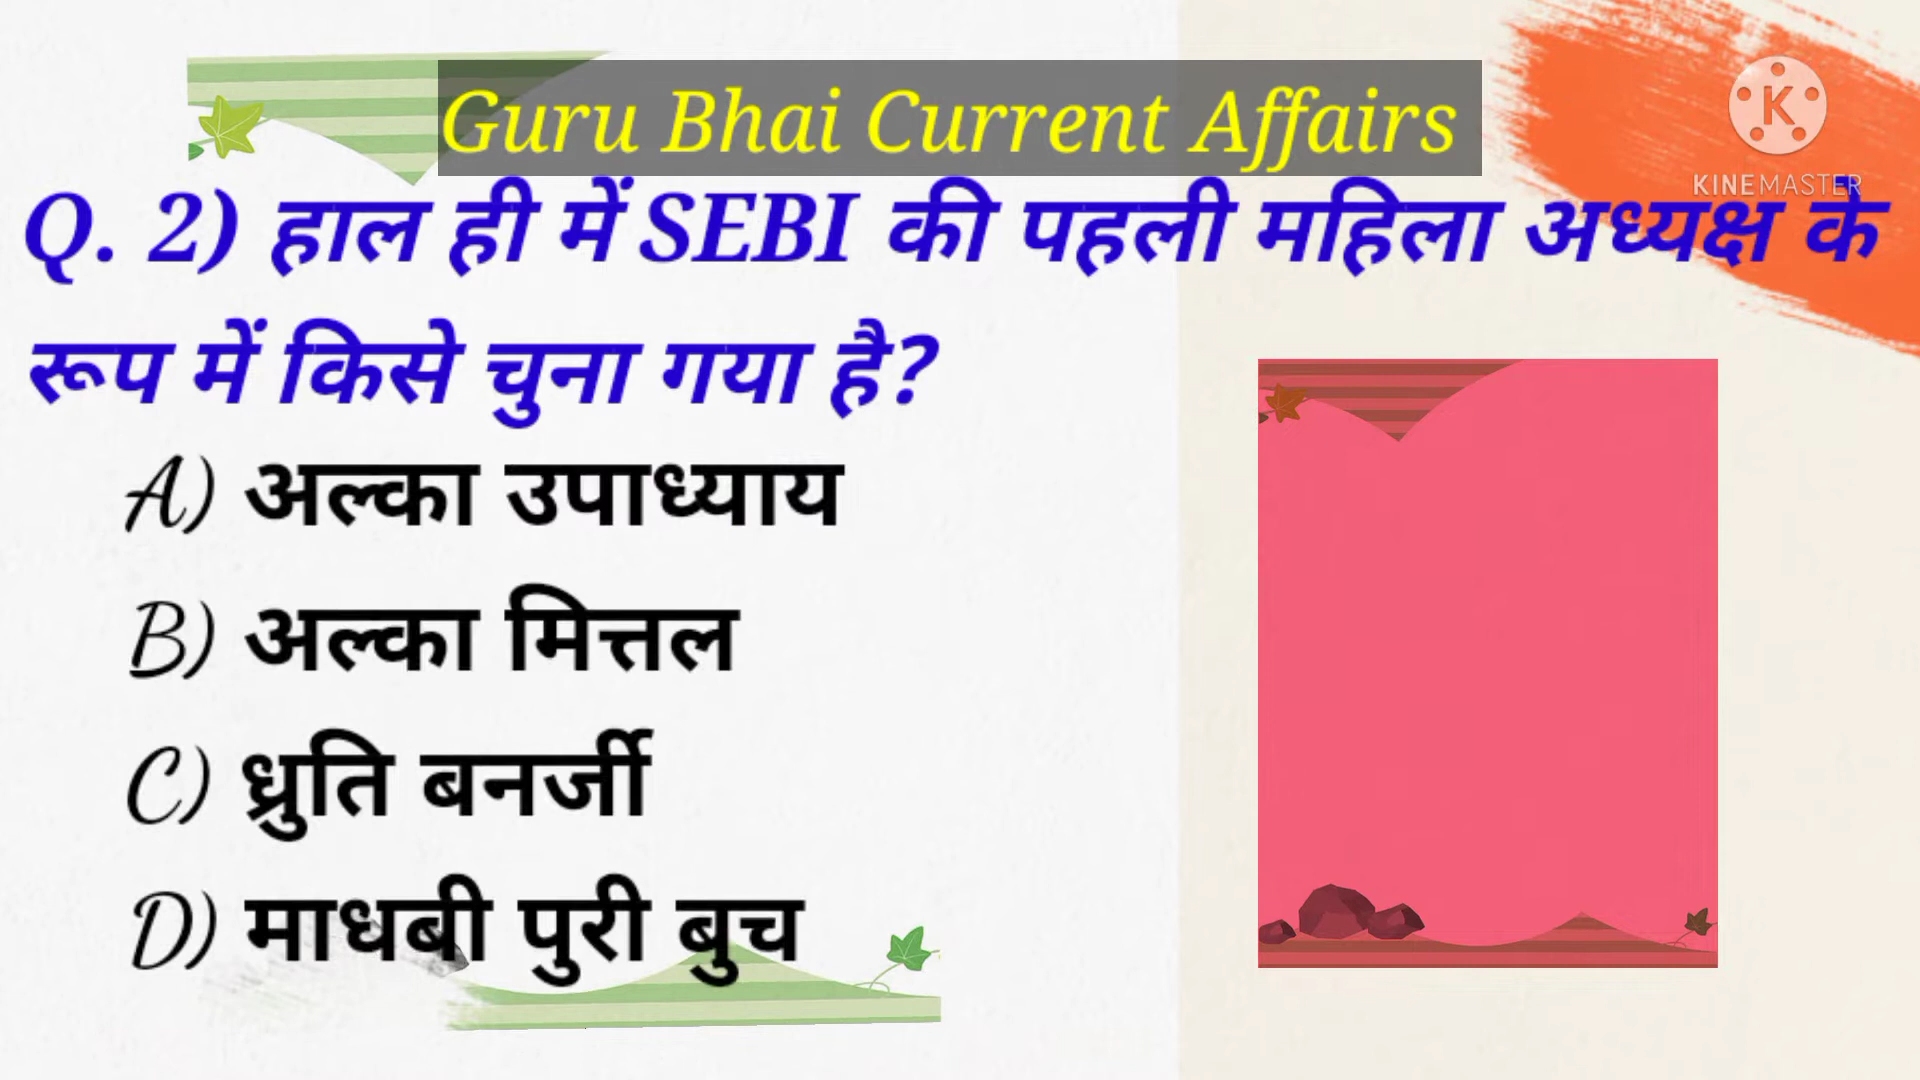 Guru Bhai Current Affairs
KINEMASTER
Q. 2) हाल ही में SEBI की पहली महिला अध्यक्ष के
रूप में किसे चुना गया है?
A) अल्का उपाध्याय
B) अल्का मित्तल
C) ध्रुति बनर्जी
D) माधबी पुरी बुच